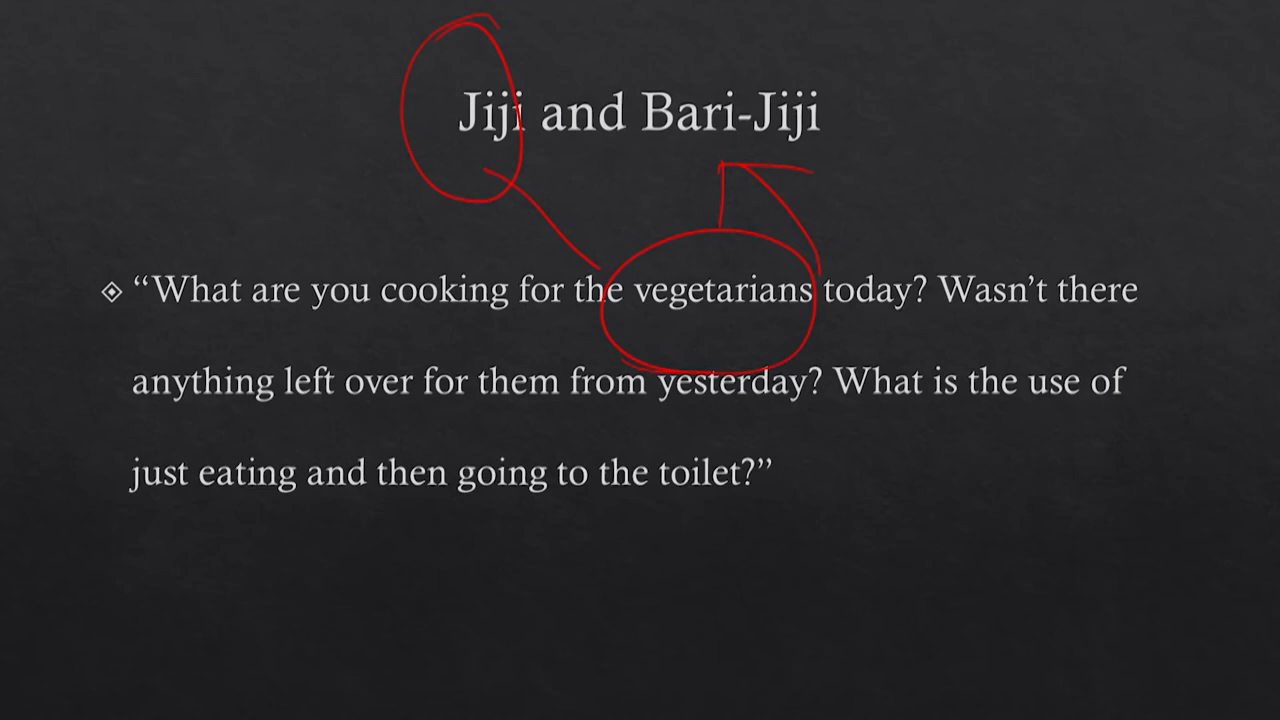 Jiji and Bari-Jiji
“What are you cooking for the vegetarians today? Wasn’t there
anything left over for them from yesterday? What is the use of
just eating and then going to the toilet?”